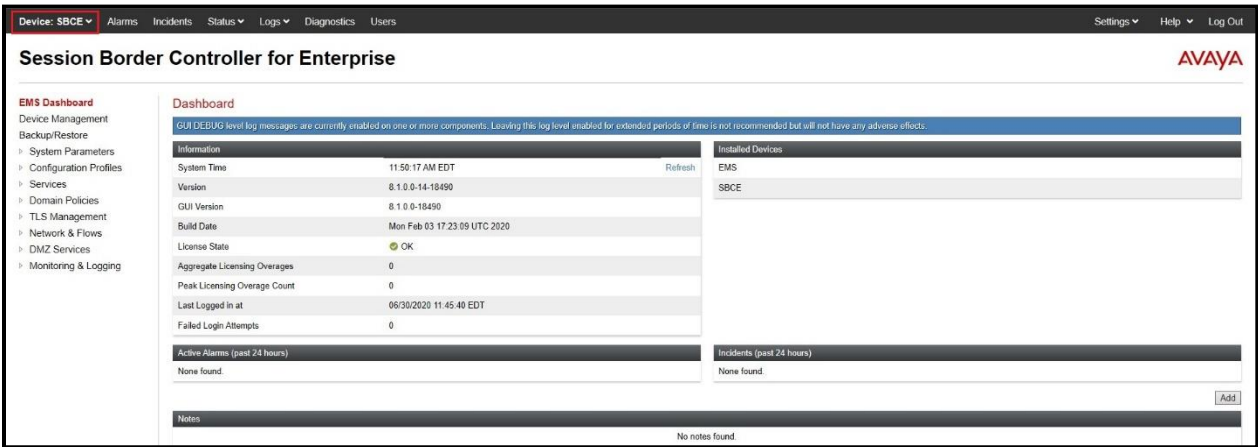 Device: SBCE Alarms Incidents Status Logs Diagnostics Users Settings Help Log Out
Session Border Controller for Enterprise
AVAYA
EMS Dashboard
Device Management
Backup/Restore
System Parameters
Configuration Profiles
Services
Domain Policies
TLS Management
Network & Flows
DMZ Services
Monitoring & Logging
Dashboard
GUI DEBUG level log messages are currently enabled on one or more components. Leaving this log level enabled for extended periods of time is not recommended but will not have any adverse effects.
Information
System Time 11:50:17 AM EDT Refresh
Version 8.1.0.0-14-18490
GUI Version 8.1.0.0-18490
Build Date Mon Feb 03 17:23:09 UTC 2020
License State OK
Aggregate Licensing Overages 0
Peak Licensing Overage Count 0
Last Logged in at 06/30/2020 11:45:40 EDT
Failed Login Attempts 0
Installed Devices
EMS
SBCE
Active Alarms (past 24 hours)
None found.
Incidents (past 24 hours)
None found.
Add
Notes
No notes found.